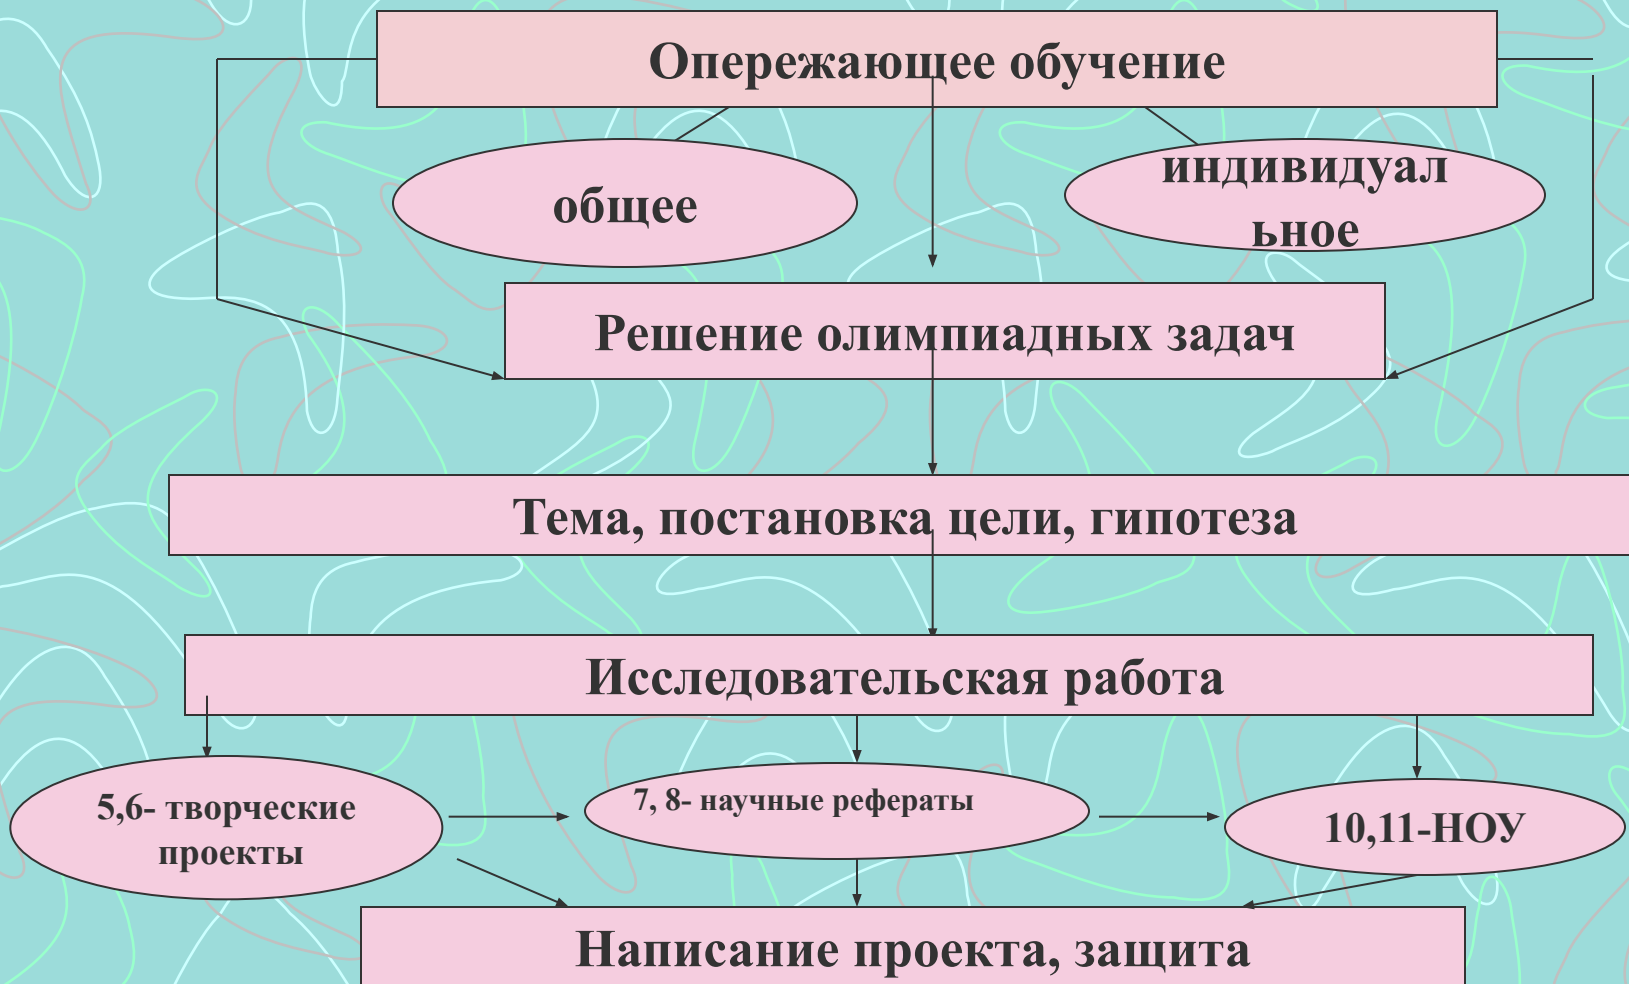 Опережающее обучение
общее
индивидуал
ьное
Решение олимпиадных задач
Тема, постановка цели, гипотеза
Исследовательская работа
5,6- творческие
проекты
7, 8- научные рефераты
10,11-НОУ
Написание проекта, защита